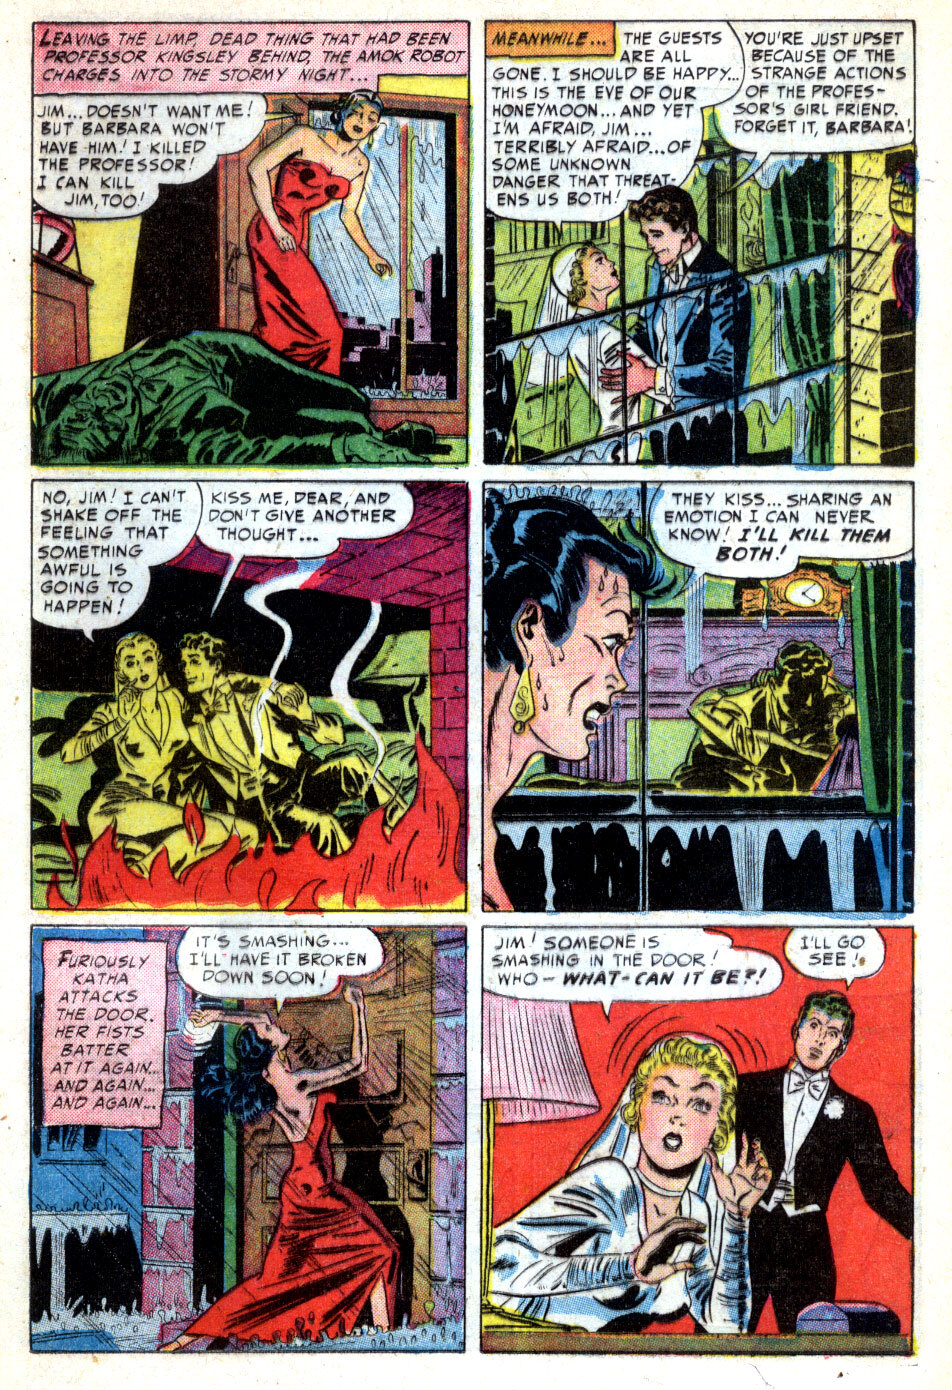 LEAVING THE LIMP, DEAD THING THAT HAD BEEN
PROFESSOR KINGSLEY BEHIND, THE AMOK ROBOT
CHARGES INTO THE STORMY NIGHT...
JIM... DOESN'T WANT ME!
BUT BARBARA WON'T
HAVE HIM! I KILLED
THE PROFESSOR!
I CAN KILL
JIM, TOO!
MEANWHILE...
THE GUESTS
ARE ALL
GONE. I SHOULD BE HAPPY...
THIS IS THE EVE OF OUR
HONEYMOON... AND YET
I'M AFRAID, JIM...
TERRIBLY AFRAID... OF
SOME UNKNOWN
DANGER THAT THREAT-
ENS US BOTH!
YOU'RE JUST UPSET
BECAUSE OF THE
STRANGE ACTIONS
OF THE PROFES-
SOR'S GIRL FRIEND.
FORGET IT, BARBARA!
NO, JIM! I CAN'T
SHAKE OFF THE
FEELING THAT
SOMETHING
AWFUL IS
GOING TO
HAPPEN!
KISS ME, DEAR, AND
DON'T GIVE ANOTHER
THOUGHT...
THEY KISS... SHARING AN
EMOTION I CAN NEVER
KNOW! I'LL KILL THEM
BOTH!
FURIOUSLY
KATHA
ATTACKS
THE DOOR.
HER FISTS
BATTER
AT IT AGAIN...
AND AGAIN...
AND AGAIN...
IT'S SMASHING...
I'LL HAVE IT BROKEN
DOWN SOON!
JIM! SOMEONE IS
SMASHING IN THE DOOR!
WHO - WHAT - CAN IT BE?!
I'LL GO
SEE!